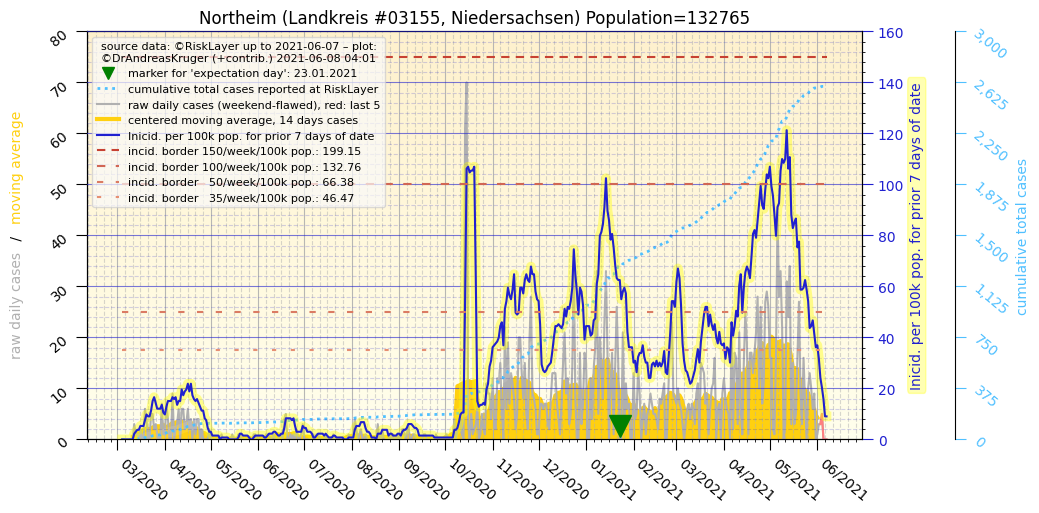 Northeim (Landkreis #03155, Niedersachsen) Population=132765
source data: ©RiskLayer up to 2021-06-07 – plot:
©DrAndreasKruger (+contrib.) 2021-06-08 04:01
marker for 'expectation day': 23.01.2021
cumulative total cases reported at RiskLayer
raw daily cases (weekend-flawed), red: last 5
centered moving average, 14 days cases
Inicid. per 100k pop. for prior 7 days of date
incid. border 150/week/100k pop.: 199.15
incid. border 100/week/100k pop.: 132.76
incid. border 50/week/100k pop.: 66.38
incid. border 35/week/100k pop.: 46.47
raw daily cases / moving average
80
70
60
50
40
30
20
10
0
03/2020
04/2020
05/2020
06/2020
07/2020
08/2020
09/2020
10/2020
11/2020
12/2020
01/2021
02/2021
03/2021
04/2021
05/2021
06/2021
160
140
120
100
80
60
40
20
0
Inicid. per 100k pop. for prior 7 days of date
3,000
2,625
2,250
1,875
1,500
1,125
750
375
0
cumulative total cases